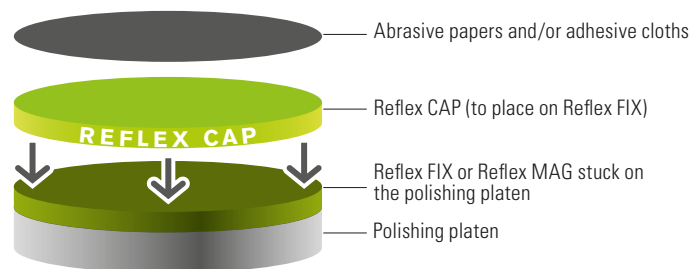 Abrasive papers and/or adhesive cloths
Reflex CAP (to place on Reflex FIX)
REFLEX CAP
Reflex FIX or Reflex MAG stuck on
the polishing platen
Polishing platen